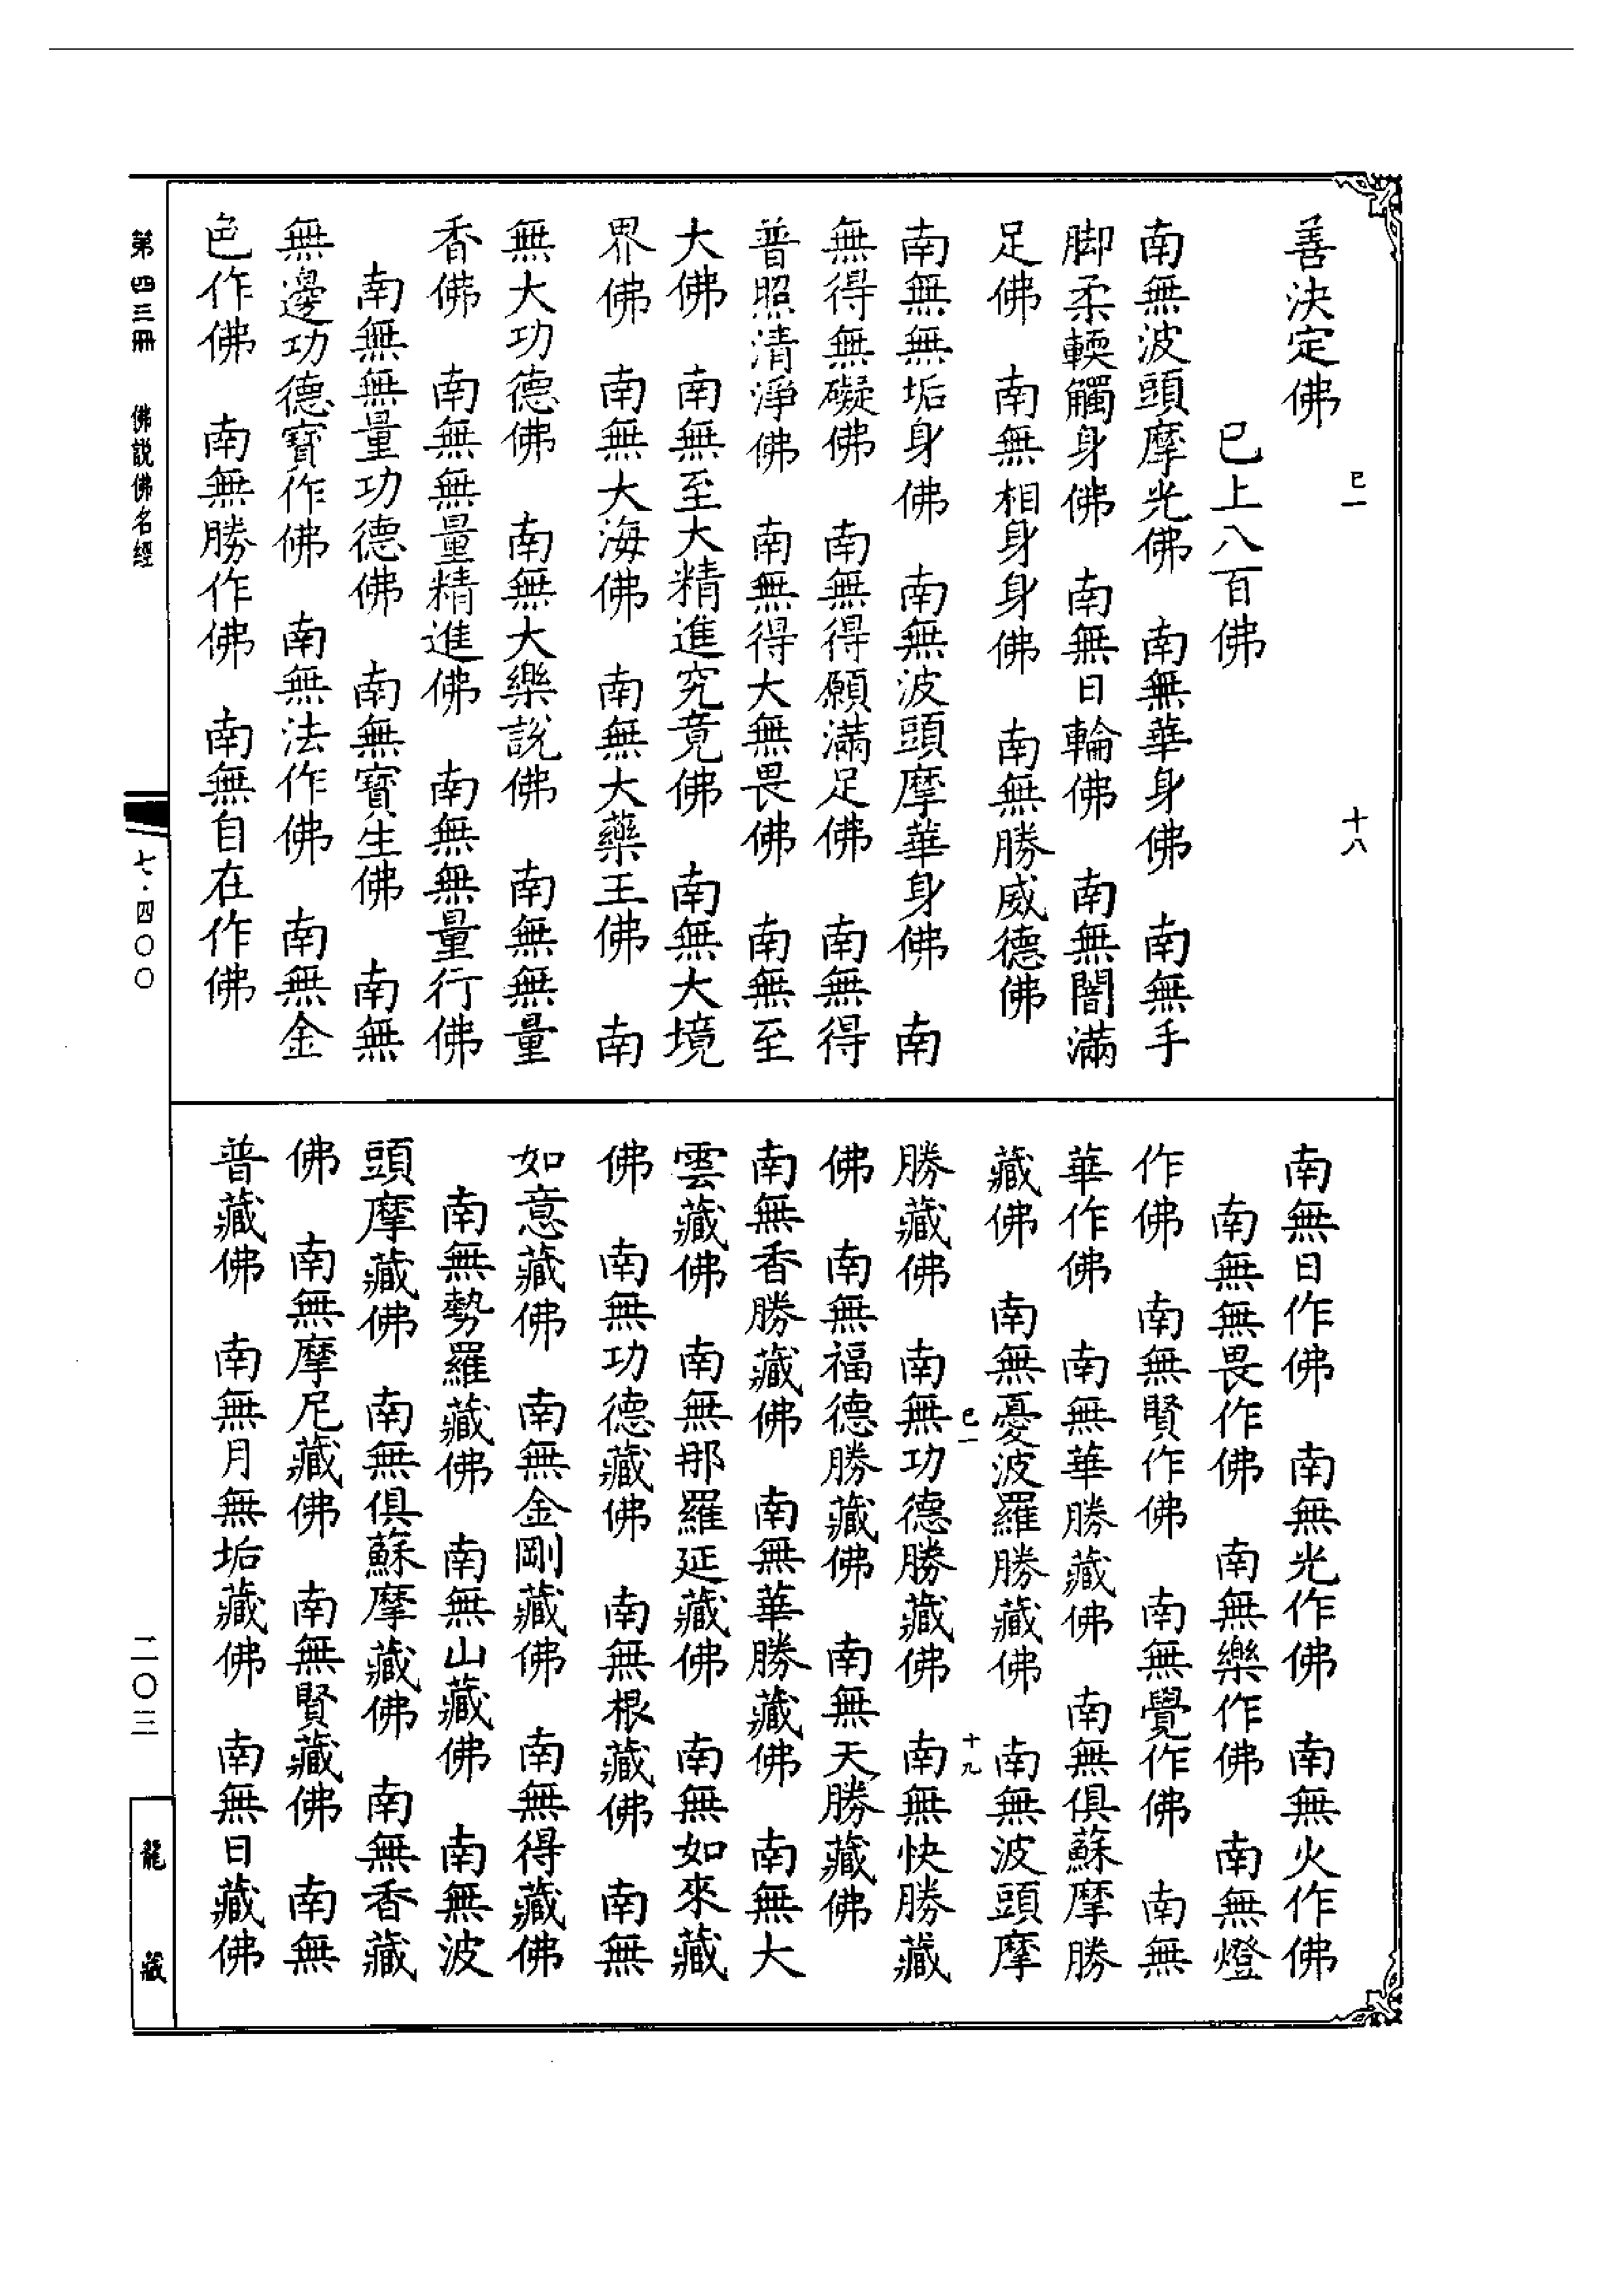 巳一　十八
善決定佛
已上八百佛
南無波頭摩光佛　南無華身佛　南無手
脚柔輭觸身佛　南無日輪佛　南無闇滿
足佛　南無相身身佛　南無勝威德佛
南無無垢身佛　南無波頭摩華身佛　南
無得無礙佛　南無得願滿足佛　南無得
普照清淨佛　南無得大無畏佛　南無至
大佛　南無至大精進究竟佛　南無大境
界佛　南無大海佛　南無大藥王佛　南
無大功德佛　南無大樂說佛　南無無量
香佛　南無無量精進佛　南無無量行佛
南無無量功德佛　南無寶生佛　南無
無邊功德寶作佛　南無法作佛　南無金
色作佛　南無勝作佛　南無自在作佛
南無日作佛　南無光作佛　南無火作佛
南無無畏作佛　南無樂作佛　南無燈
作佛　南無賢作佛　南無覺作佛　南無
華作佛　南無華勝藏佛　南無俱蘇摩勝
藏佛　南無憂波羅勝藏佛　南無波頭摩
巳一　十九
勝藏佛　南無功德勝藏佛　南無快勝藏
佛　南無福德勝藏佛　南無天勝藏佛
南無香勝藏佛　南無華勝藏佛　南無大
雲藏佛　南無那羅延藏佛　南無如來藏
佛　南無功德藏佛　南無根藏佛　南無
如意藏佛　南無金剛藏佛　南無得藏佛
南無勢羅藏佛　南無山藏佛　南無波
頭摩藏佛　南無俱蘇摩藏佛　南無香藏
佛　南無摩尼藏佛　南無賢藏佛　南無
普藏佛　南無月無垢藏佛　南無日藏佛
第四三冊　佛説佛名經　七·四〇〇　二〇三　龍藏